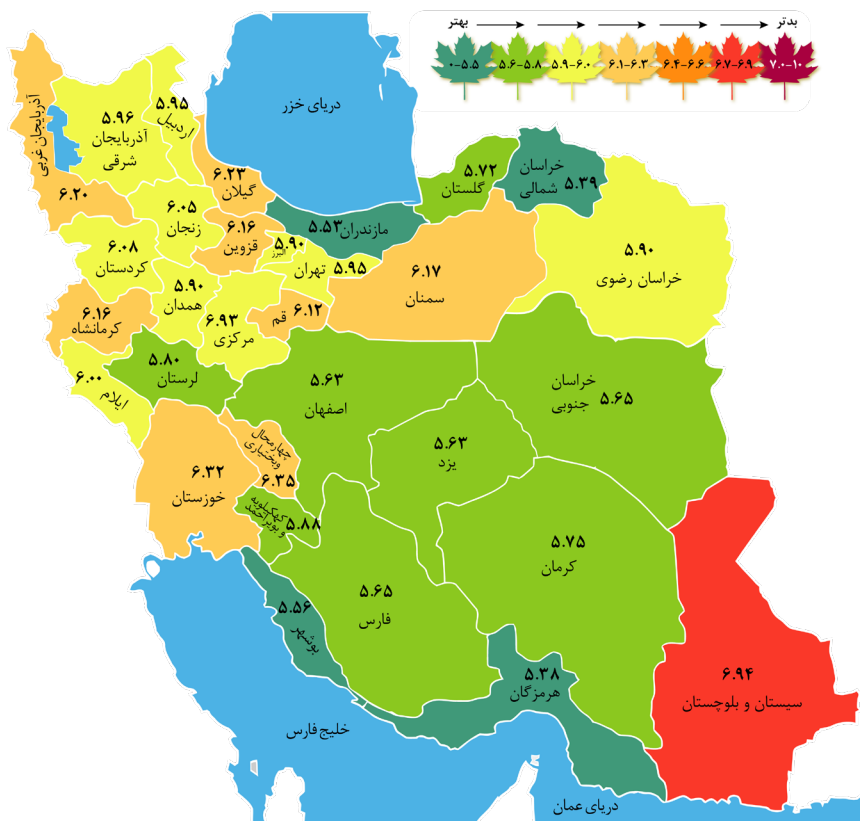 بهتر
بدتر
۰-۵.۵
۵.۶-۵.۸
۵.۹-۶.۰
۶.۱-۶.۳
۶.۴-۶.۶
۶.۷-۶.۹
۷.۰-۱۰
دریای خزر
آذربایجان غربی
۶.۲۰
۵.۹۶
آذربایجان
شرقی
۵.۹۵
اردبیل
۶.۲۳
گیلان
۶.۰۵
زنجان
۶.۱۶
قزوین
۵.۹۰
البرز
تهران ۵.۹۵
مازندران ۵.۵۳
۵.۷۲
گلستان
خراسان
شمالی
۵.۳۹
۵.۹۰
خراسان رضوی
۶.۱۷
سمنان
۶.۰۸
کردستان
۵.۹۰
همدان
۶.۱۶
کرمانشاه
۶.۹۳
مرکزی
قم ۶.۱۲
۵.۸۰
لرستان
۶.۰۰
ایلام
۵.۶۳
اصفهان
خراسان
جنوبی
۵.۶۵
۵.۶۳
یزد
چهارمحال
وبختیاری
۶.۳۵
۶.۳۲
خوزستان
کهکیلویه
و بویراحمد
۵.۸۸
۵.۷۵
کرمان
۵.۶۵
فارس
۵.۵۶
بوشهر
۵.۳۸
هرمزگان
۶.۹۴
سیستان و بلوچستان
خلیج فارس
دریای عمان